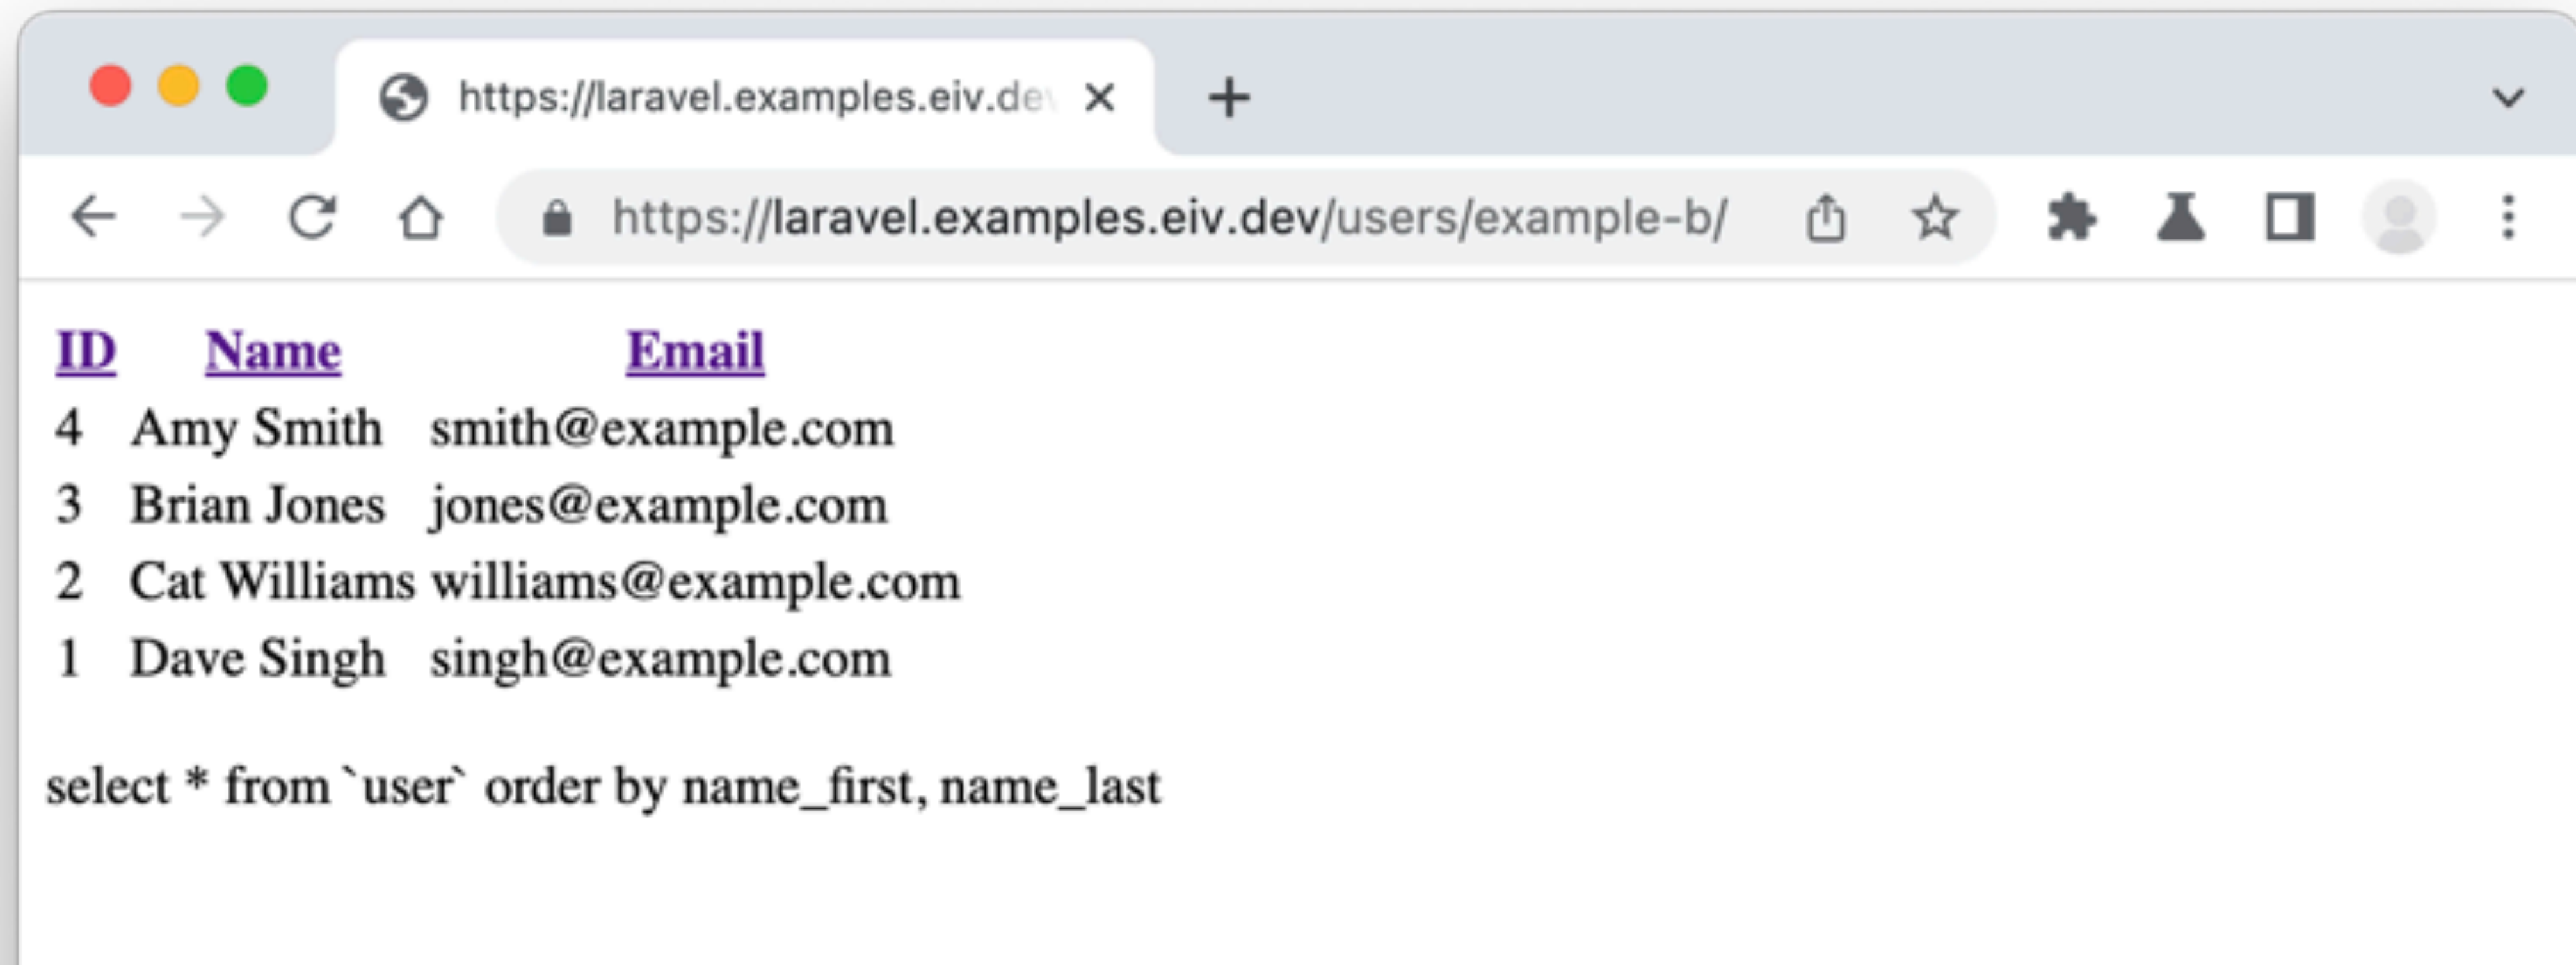 https://laravel.examples.eiv.dev
https://laravel.examples.eiv.dev/users/example-b/
ID Name Email
4 Amy Smith smith@example.com
3 Brian Jones jones@example.com
2 Cat Williams williams@example.com
1 Dave Singh singh@example.com
select * from `user` order by name_first, name_last